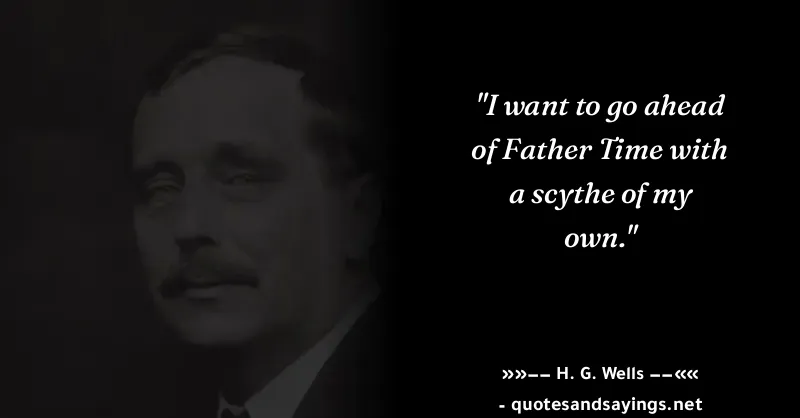 "I want to go ahead
of Father Time with
a scythe of my
own."
»»–– H. G. Wells ––««
- quotesandsayings.net